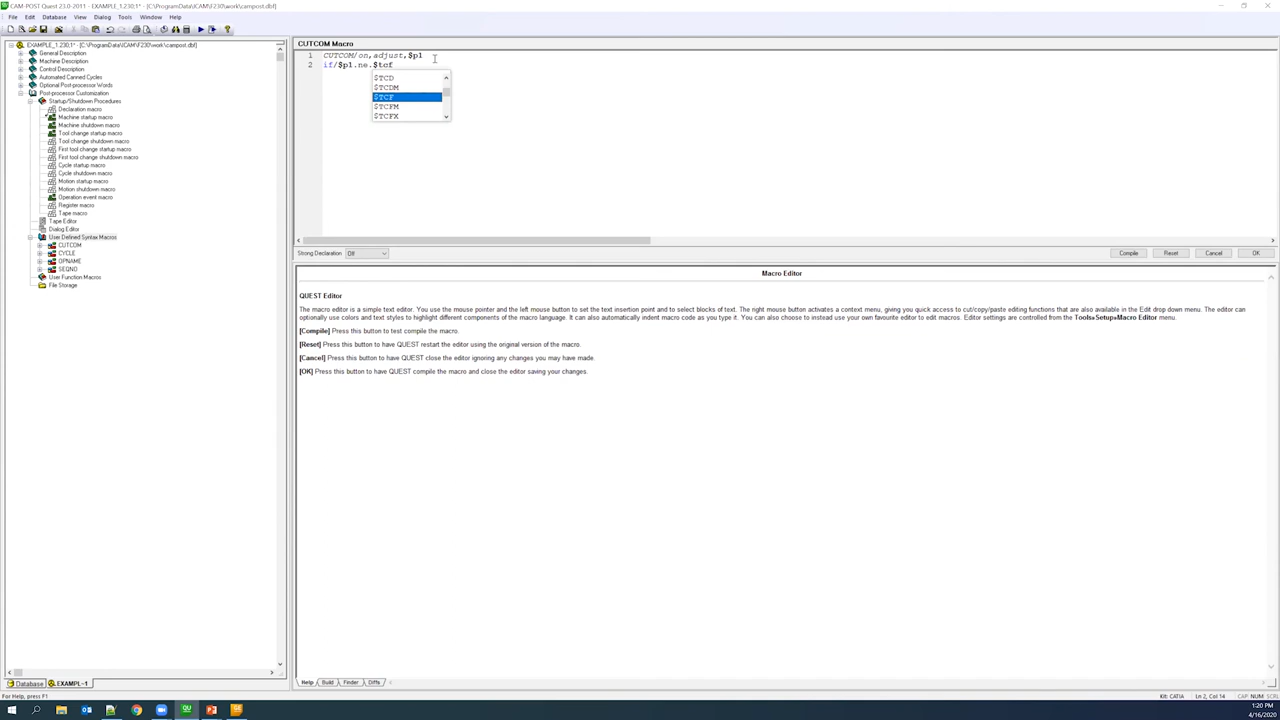 CAM-POST Quest 23.0-2011 - EXAMPLE_1.230;1* - [C:\ProgramData\ICAM\F230\work\campost.dbf]
File Edit Database View Dialog Tools Window Help
EXAMPLE_1.230;1* - [C:\ProgramData\ICAM\F230\work\campost.dbf]
General Description
Machine Description
Control Description
Automated Canned Cycles
Optional Post-processor Words
Post-processor Customization
Startup/Shutdown Procedures
Declaration macro
Machine startup macro
Machine shutdown macro
Tool change startup macro
Tool change shutdown macro
First tool change startup macro
First tool change shutdown macro
Cycle startup macro
Cycle shutdown macro
Motion startup macro
Motion shutdown macro
Operation event macro
Register macro
Tape macro
Tape Editor
Dialog Editor
User Defined Syntax Macros
CUTCOM
CYCLE
OPNAME
SEQNO
User Function Macros
File Storage
Database EXAMPL~1
For Help, press F1
CUTCOM Macro
1 CUTCOM/on,adjust,$p1
2 if/$p1.ne.$tcf
$TCD
$TCDM
$TCF
$TCFM
$TCFX
Strong Declaration Off Compile Reset Cancel OK
Macro Editor
QUEST Editor
The macro editor is a simple text editor. You use the mouse pointer and the left mouse button to set the text insertion point and to select blocks of text. The right mouse button activates a context menu, giving you quick access to cut/copy/paste editing functions that are also available in the Edit drop down menu. The editor can
optionally use colors and text styles to highlight different components of the macro language. It can also automatically indent macro code as you type it. You can also choose to instead use your own favourite editor to edit macros. Editor settings are controlled from the Tools»Setup»Macro Editor menu.
[Compile] Press this button to test compile the macro.
[Reset] Press this button to have QUEST restart the editor using the original version of the macro.
[Cancel] Press this button to have QUEST close the editor ignoring any changes you may have made.
[OK] Press this button to have QUEST compile the macro and close the editor saving your changes.
Help Build Finder Diffs
Kit: CATIA Ln 2, Col 14 CAP NUM SCRL
1:20 PM
4/16/2020